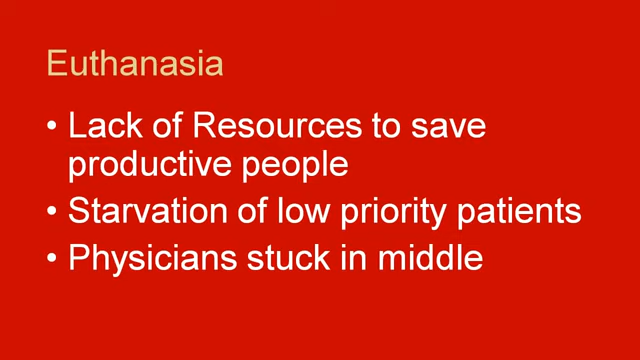 Euthanasia
• Lack of Resources to save
productive people
• Starvation of low priority patients
• Physicians stuck in middle